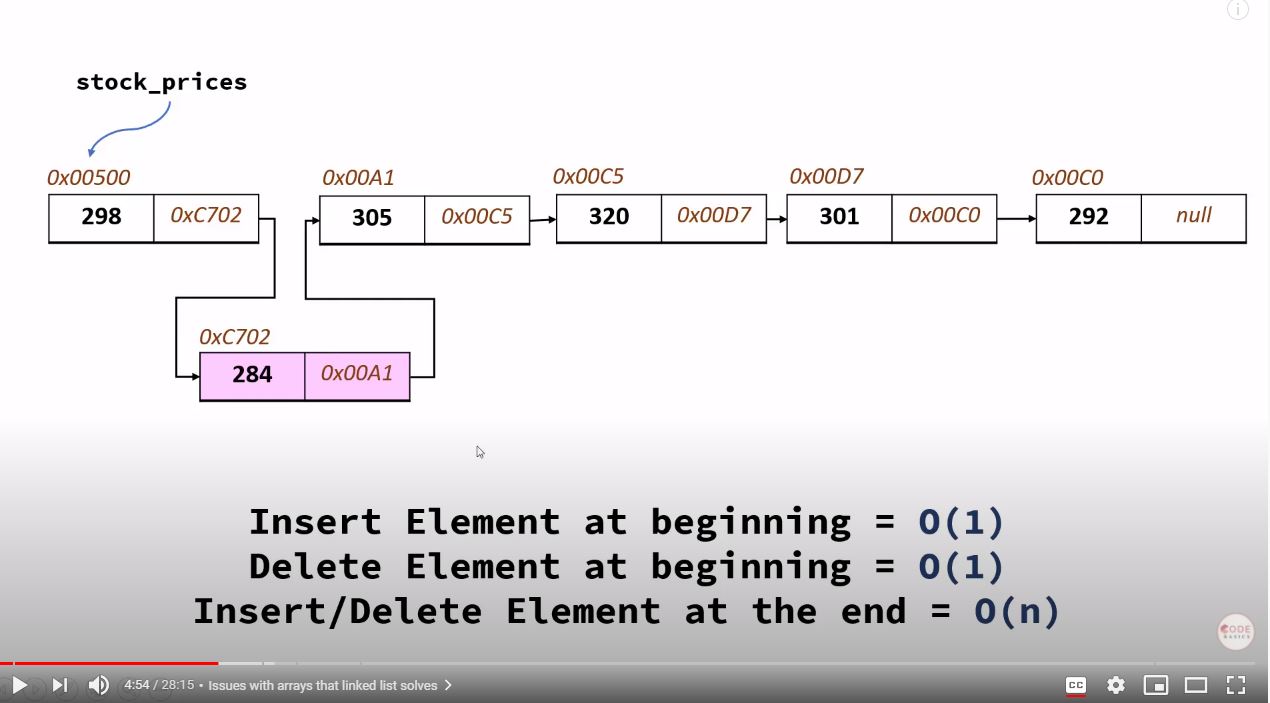 stock_prices
0x00500
0x00A1
0x00C5
0x00D7
0x00C0
298 0xC702
305 0x00C5
320 0x00D7
301 0x00C0
292 null
0xC702
284 0x00A1
Insert Element at beginning = O(1)
Delete Element at beginning = O(1)
Insert/Delete Element at the end = O(n)
CODE
BASICS
4:54 / 28:15 • Issues with arrays that linked list solves >
CC